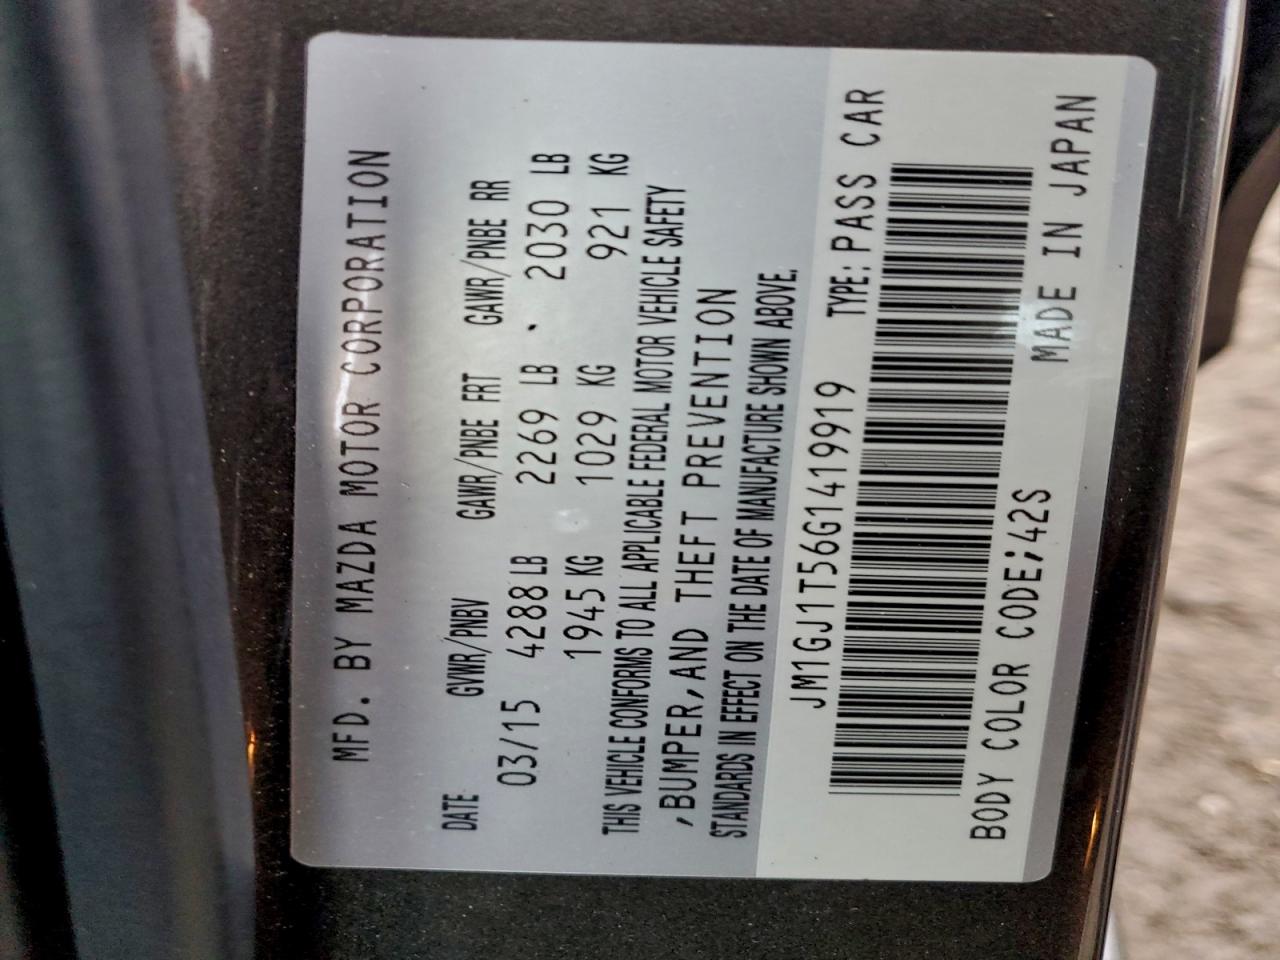 MFD. BY MAZDA MOTOR CORPORATION
DATE GVWR/PNBV GAWR/PNBE FRT GAWR/PNBE RR
03/15 4288 LB 2269 LB 2030 LB
1945 KG 1029 KG 921 KG
THIS VEHICLE CONFORMS TO ALL APPLICABLE FEDERAL MOTOR VEHICLE SAFETY
,BUMPER,AND THEFT PREVENTION
STANDARDS IN EFFECT ON THE DATE OF MANUFACTURE SHOWN ABOVE.
JM1GJ1T56G1419919 TYPE:PASS CAR
BODY COLOR CODE;42S MADE IN JAPAN